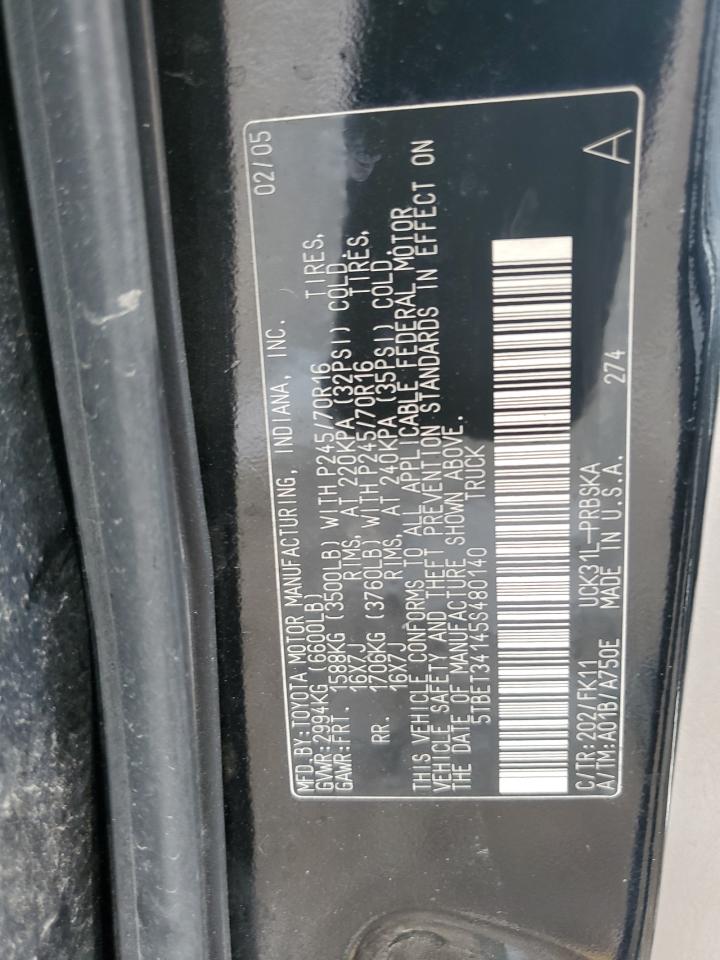 MFD.BY:TOYOTA MOTOR MANUFACTURING, INDIANA, INC. 02/05
GVWR:2994KG (6600LB)
GAWR:FRT. 1588KG (3500LB) WITH P245/70R16 TIRES,
16X7J RIMS, AT 220KPA (32PSI) COLD.
RR. 1706KG (3760LB) WITH P245/70R16 TIRES,
16X7J RIMS, AT 240KPA (35PSI) COLD.
THIS VEHICLE CONFORMS TO ALL APPLICABLE FEDERAL MOTOR
VEHICLE SAFETY AND THEFT PREVENTION STANDARDS IN EFFECT ON
THE DATE OF MANUFACTURE SHOWN ABOVE.
5TBET34145S480140 TRUCK
C/TR:202/FK11 UCK31L-PRBSKA
A/TM:A01B/A750E MADE IN U.S.A. 274 A